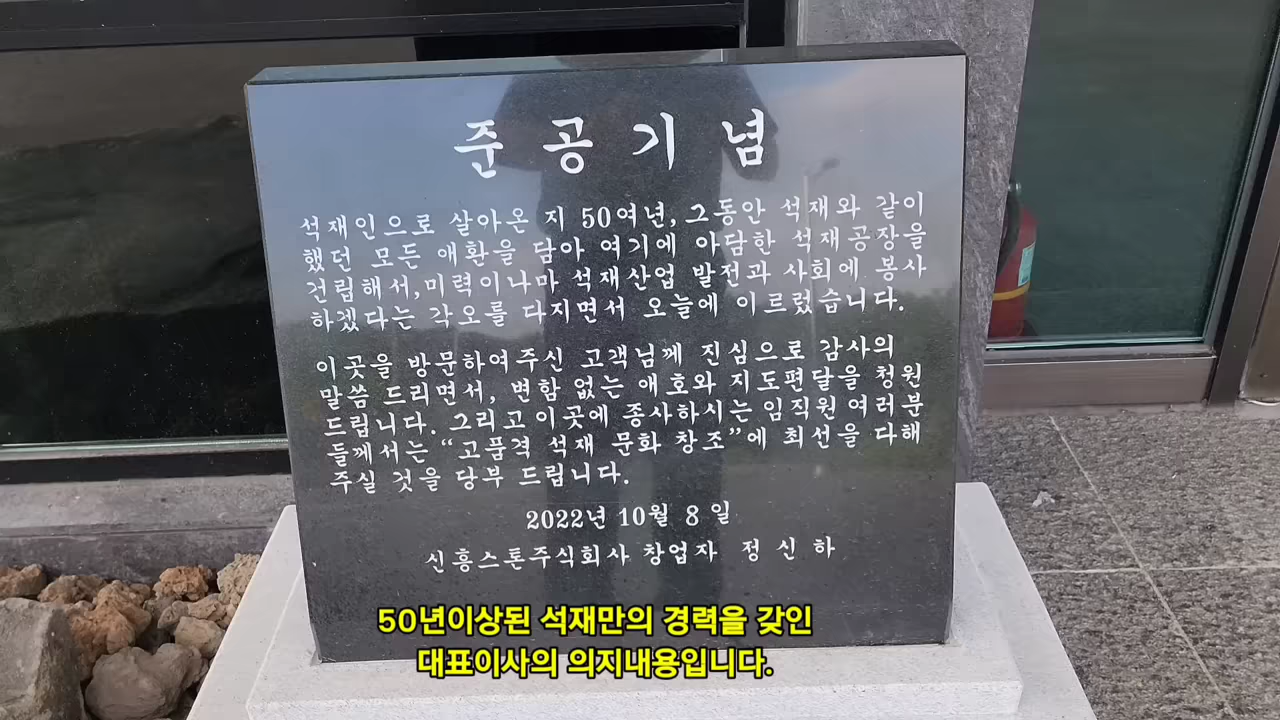 준공기념
석재인으로 살아온 지 50여년, 그동안 석재와 같이
했던 모든 애환을 담아 여기에 아담한 석재공장을
건립해서, 미력이나마 석재산업 발전과 사회에 봉사
하겠다는 각오를 다지면서 오늘에 이르렀습니다.
이곳을 방문하여주신 고객님께 진심으로 감사의
말씀 드리면서, 변함 없는 애호와 지도편달을 청원
드립니다. 그리고 이곳에 종사하시는 임직원 여러분
들께서는 “고품격 석재 문화 창조”에 최선을 다해
주실 것을 당부 드립니다.
2022년 10월 8일
신흥스톤주식회사 창업자 정신하
50년이상된 석재만의 경력을 갖인
대표이사의 의지내용입니다.